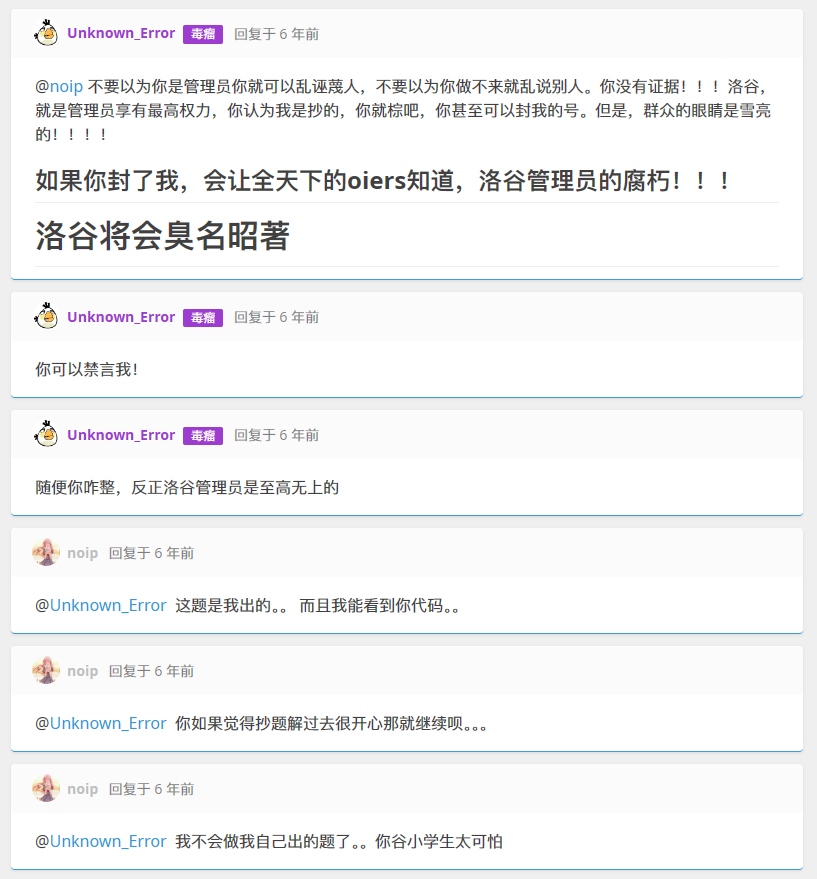 Unknown_Error 毒瘤 回复于 6 年前
@noip 不要以为你是管理员你就可以乱诬蔑人，不要以为你做不来就乱说别人。你没有证据！！！洛谷，
就是管理员享有最高权力，你认为我是抄的，你就棕吧，你甚至可以封我的号。但是，群众的眼睛是雪亮
的！！！！
如果你封了我，会让全天下的oiers知道，洛谷管理员的腐朽！！！
洛谷将会臭名昭著
Unknown_Error 毒瘤 回复于 6 年前
你可以禁言我！
Unknown_Error 毒瘤 回复于 6 年前
随便你咋整，反正洛谷管理员是至高无上的
noip 回复于 6 年前
@Unknown_Error 这题是我出的。。 而且我能看到你代码。。
noip 回复于 6 年前
@Unknown_Error 你如果觉得抄题解过去很开心那就继续呗。。。
noip 回复于 6 年前
@Unknown_Error 我不会做我自己出的题了。。你谷小学生太可怕